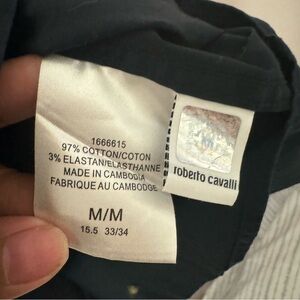 1666615
97% COTTON/COTON
3% ELASTAN/ELASTHANNE
MADE IN CAMBODIA
FABRIQUE AU CAMBODGE
M/M
15.5 33/34
roberto cavalli